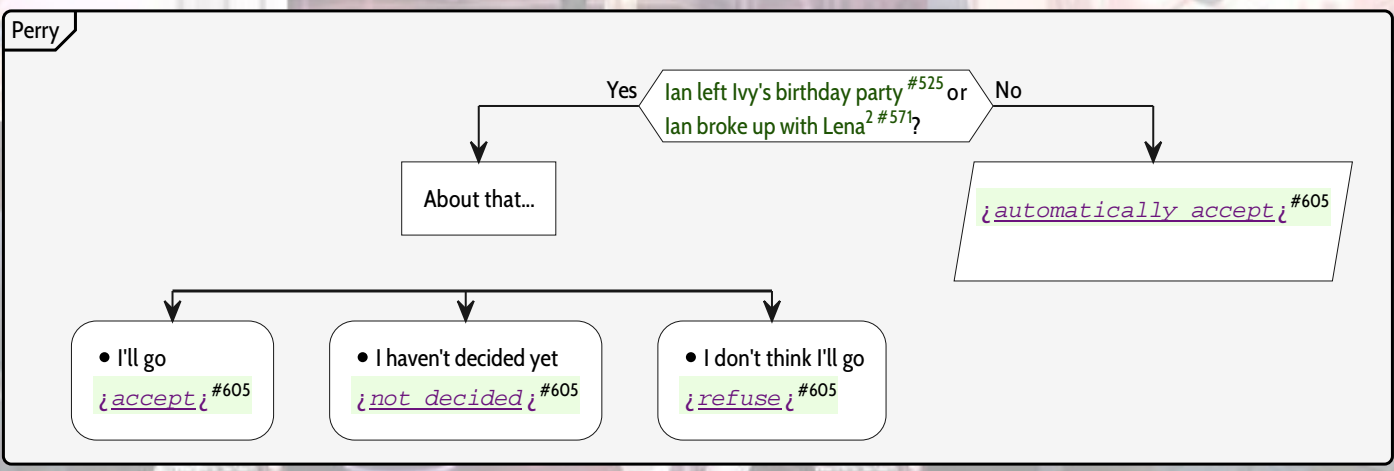 Perry
Yes
Ian left Ivy's birthday party #525 or
Ian broke up with Lena2 #571?
No
About that...
¿automatically accept¿#605
• I'll go
¿accept¿#605
• I haven't decided yet
¿not decided¿#605
• I don't think I'll go
¿refuse¿#605